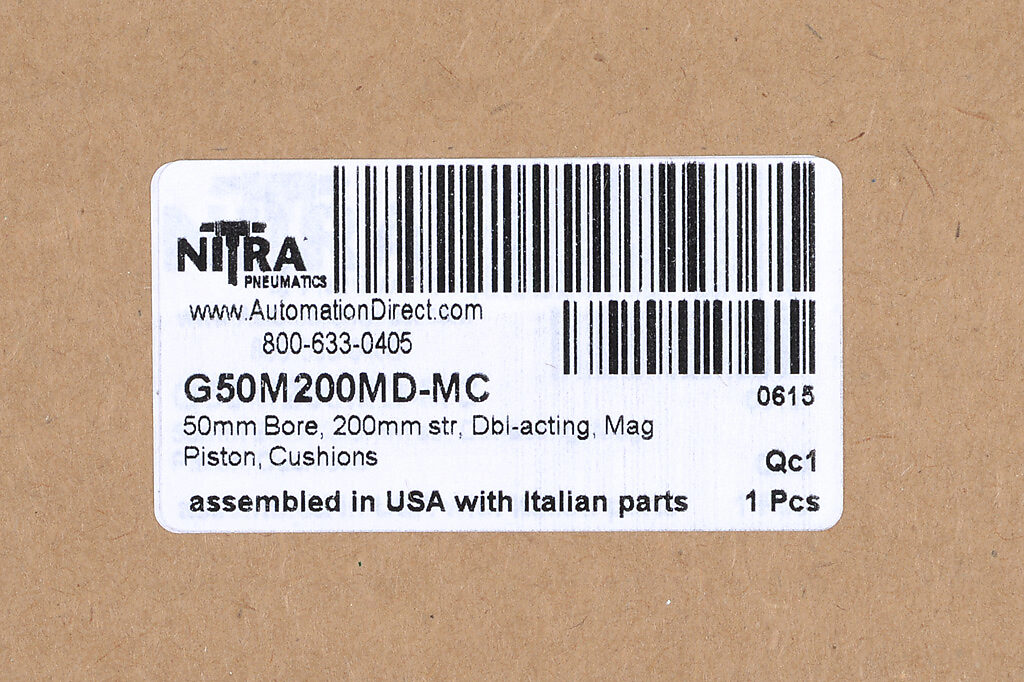 NITRA
PNEUMATICS
www.AutomationDirect.com
800-633-0405
G50M200MD-MC
0615
50mm Bore, 200mm str, Dbl-acting, Mag
Piston, Cushions
Qc1
assembled in USA with Italian parts
1 Pcs